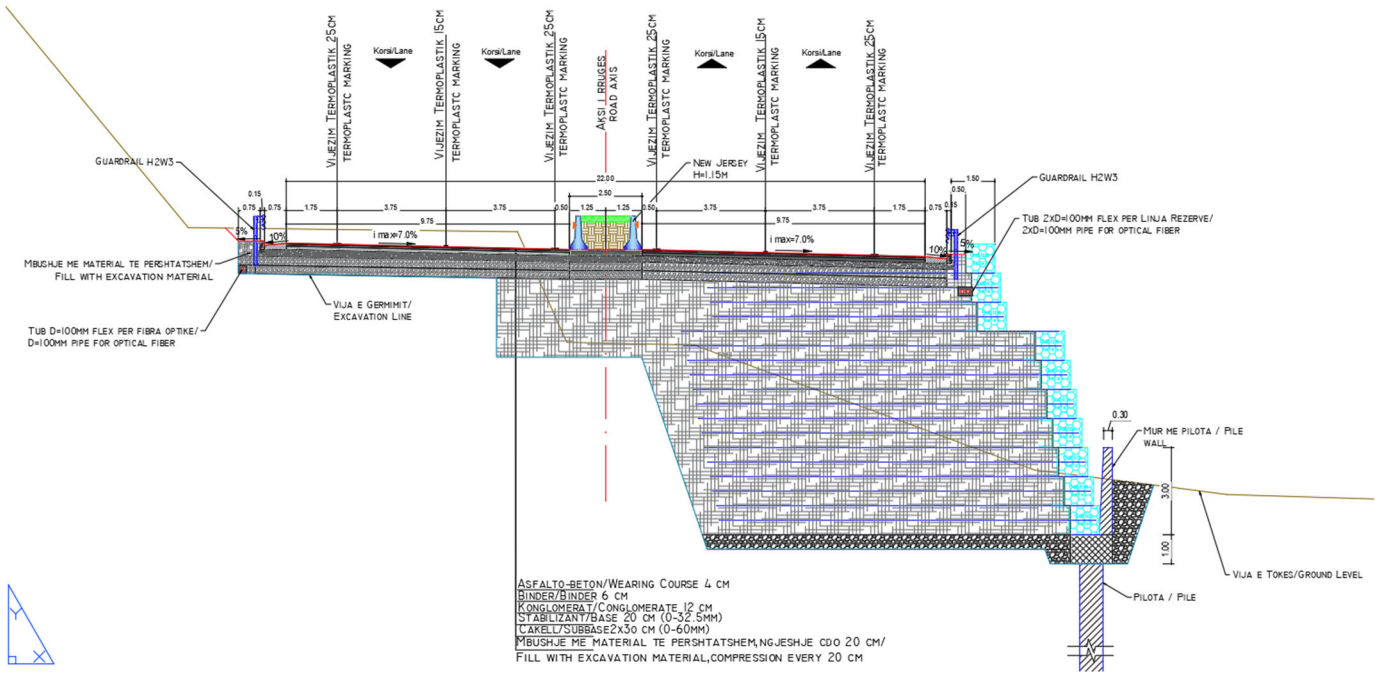 VIJEZIM TERMOPLASTIK 25CM
TERMOPLASTC MARKING
Korsi/Lane
VIJEZIM TERMOPLASTIK 15CM
TERMOPLASTC MARKING
Korsi/Lane
VIJEZIM TERMOPLASTIK 25CM
TERMOPLASTC MARKING
AKSI I RRUGES
ROAD AXIS
VIJEZIM TERMOPLASTIK 25CM
TERMOPLASTC MARKING
Korsi/Lane
VIJEZIM TERMOPLASTIK 15CM
TERMOPLASTC MARKING
Korsi/Lane
VIJEZIM TERMOPLASTIK 25CM
TERMOPLASTC MARKING
GUARDRAIL H2W3
NEW JERSEY
H=1.15M
GUARDRAIL H2W3
22.00
1.50
0.15
2.50
0.50
0.75 0.75 3.75 3.75 0.50 1.25 1.25 0.50 3.75 3.75 0.75
9.75 9.75
TUB 2XD=100MM FLEX PER LINJA REZERVE/
2XD=100MM PIPE FOR OPTICAL FIBER
5% 10% i max=7.0% i max=7.0% 10% 5%
MBUSHJE ME MATERIAL TE PERSHTATSHEM/
FILL WITH EXCAVATION MATERIAL
VIJA E GERMIMIT/
EXCAVATION LINE
TUB D=100MM FLEX PER FIBRA OPTIKE/
D=100MM PIPE FOR OPTICAL FIBER
0.30
MUR ME PILOTA / PILE
WALL
3.00
1.00
VIJA E TOKES/GROUND LEVEL
PILOTA / PILE
ASFALTO-BETON/WEARING COURSE 4 CM
BINDER/BINDER 6 CM
KONGLOMERAT/CONGLOMERATE 12 CM
STABILIZANT/BASE 20 CM (0-32.5MM)
CAKELL/SUBBASE2X30 CM (0-60MM)
MBUSHJE ME MATERIAL TE PERSHTATSHEM,NGJESHJE CDO 20 CM/
FILL WITH EXCAVATION MATERIAL,COMPRESSION EVERY 20 CM
Y
X